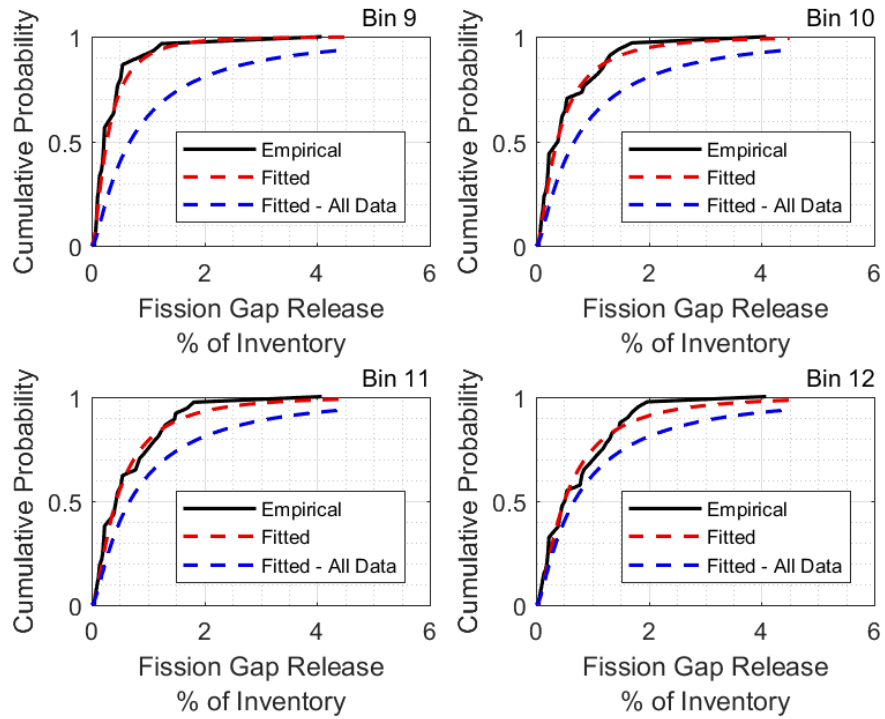 Bin 9
Cumulative Probability
1
0.5
0
Empirical
Fitted
Fitted - All Data
0 2 4 6
Fission Gap Release
% of Inventory
Bin 10
Cumulative Probability
1
0.5
0
Empirical
Fitted
Fitted - All Data
0 2 4 6
Fission Gap Release
% of Inventory
Bin 11
Cumulative Probability
1
0.5
0
Empirical
Fitted
Fitted - All Data
0 2 4 6
Fission Gap Release
% of Inventory
Bin 12
Cumulative Probability
1
0.5
0
Empirical
Fitted
Fitted - All Data
0 2 4 6
Fission Gap Release
% of Inventory